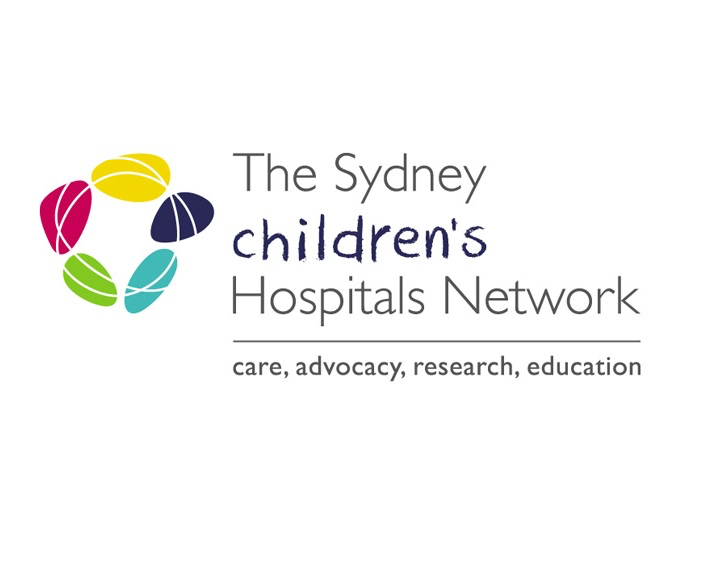 The Sydney
children's
Hospitals Network
care, advocacy, research, education